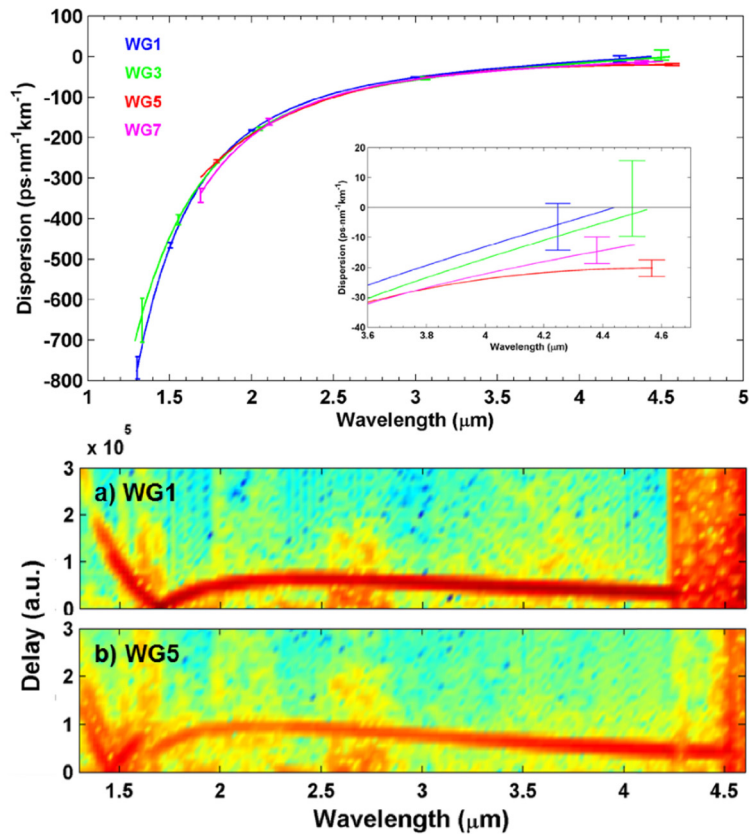 WG1
WG3
WG5
WG7
Dispersion (ps·nm⁻¹km⁻¹)
100
0
-100
-200
-300
-400
-500
-600
-700
-800
1 1.5 2 2.5 3 3.5 4 4.5 5
Wavelength (μm)
Dispersion (ps·nm⁻¹km⁻¹)
20
10
0
-10
-20
-30
-40
3.6 3.8 4 4.2 4.4 4.6
Wavelength (μm)
x 10⁵
Delay (a.u.)
3
2
1
0
a) WG1
3
2
1
0
b) WG5
1.5 2 2.5 3 3.5 4 4.5
Wavelength (μm)